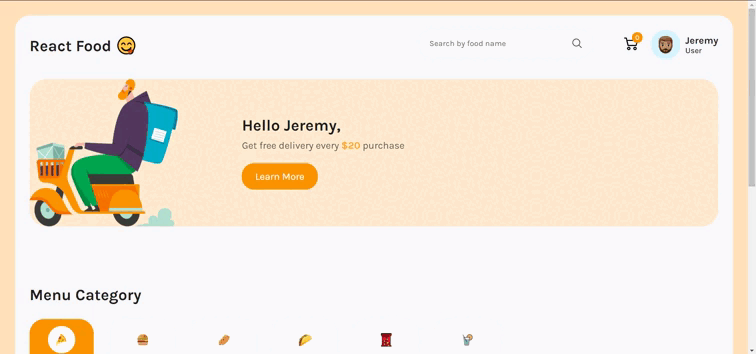 React Food
Search by food name
0
Jeremy
User
Hello Jeremy,
Get free delivery every $20 purchase
Learn More
Menu Category